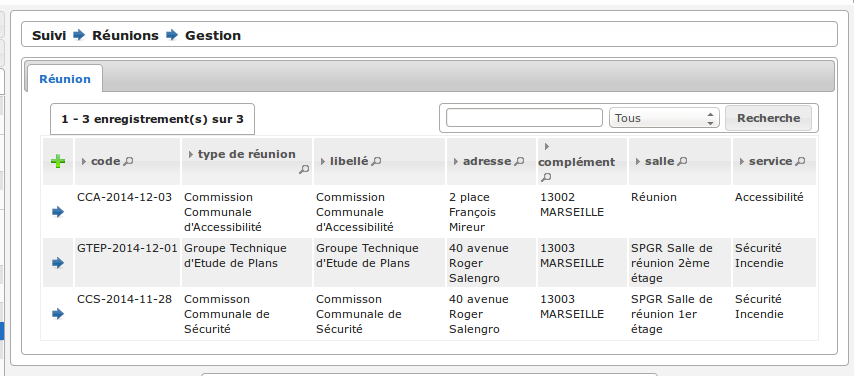 Suivi Réunions Gestion
Réunion
1 - 3 enregistrement(s) sur 3
Tous
Recherche
code type de réunion libellé adresse complément salle service
CCA-2014-12-03 Commission Communale d'Accessibilité Commission Communale d'Accessibilité 2 place François Mireur 13002 MARSEILLE Réunion Accessibilité
GTEP-2014-12-01 Groupe Technique d'Etude de Plans Groupe Technique d'Etude de Plans 40 avenue Roger Salengro 13003 MARSEILLE SPGR Salle de réunion 2ème étage Sécurité Incendie
CCS-2014-11-28 Commisson Communale de Sécurité Commisson Communale de Sécurité 40 avenue Roger Salengro 13003 MARSEILLE SPGR Salle de réunion 1er étage Sécurité Incendie